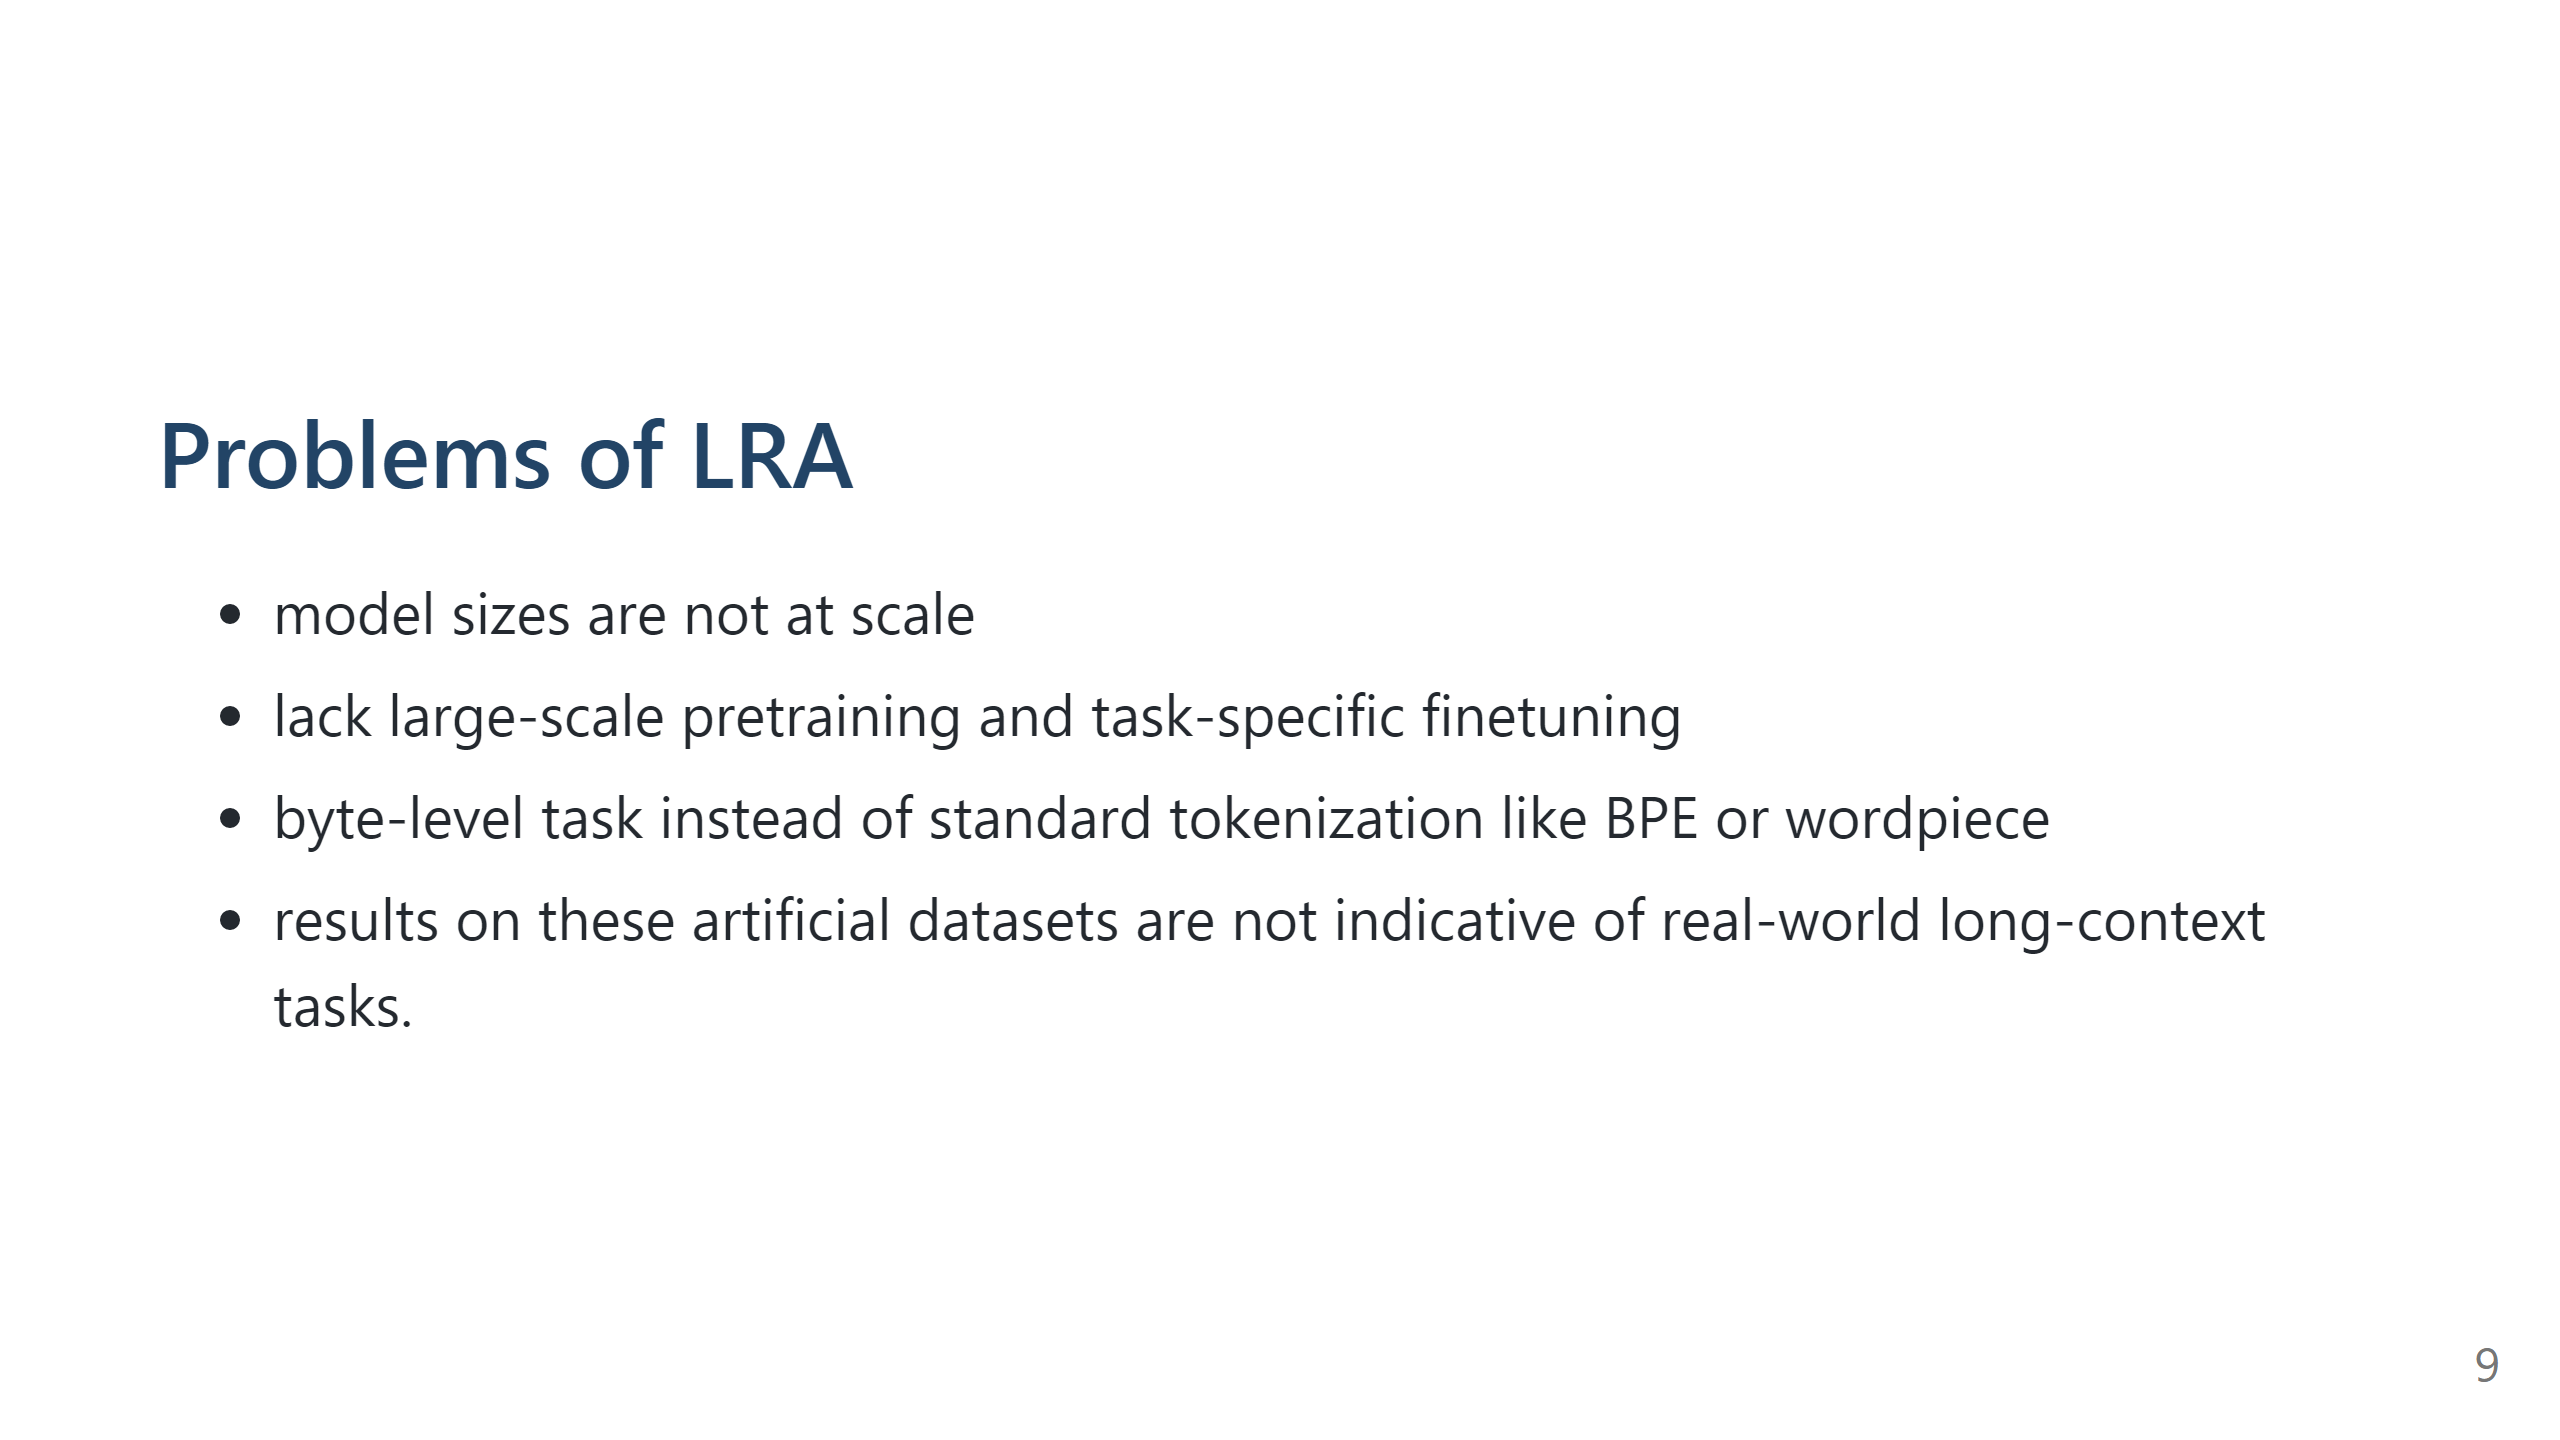 Problems of LRA
• model sizes are not at scale
• lack large-scale pretraining and task-specific finetuning
• byte-level task instead of standard tokenization like BPE or wordpiece
• results on these artificial datasets are not indicative of real-world long-context
tasks.
9